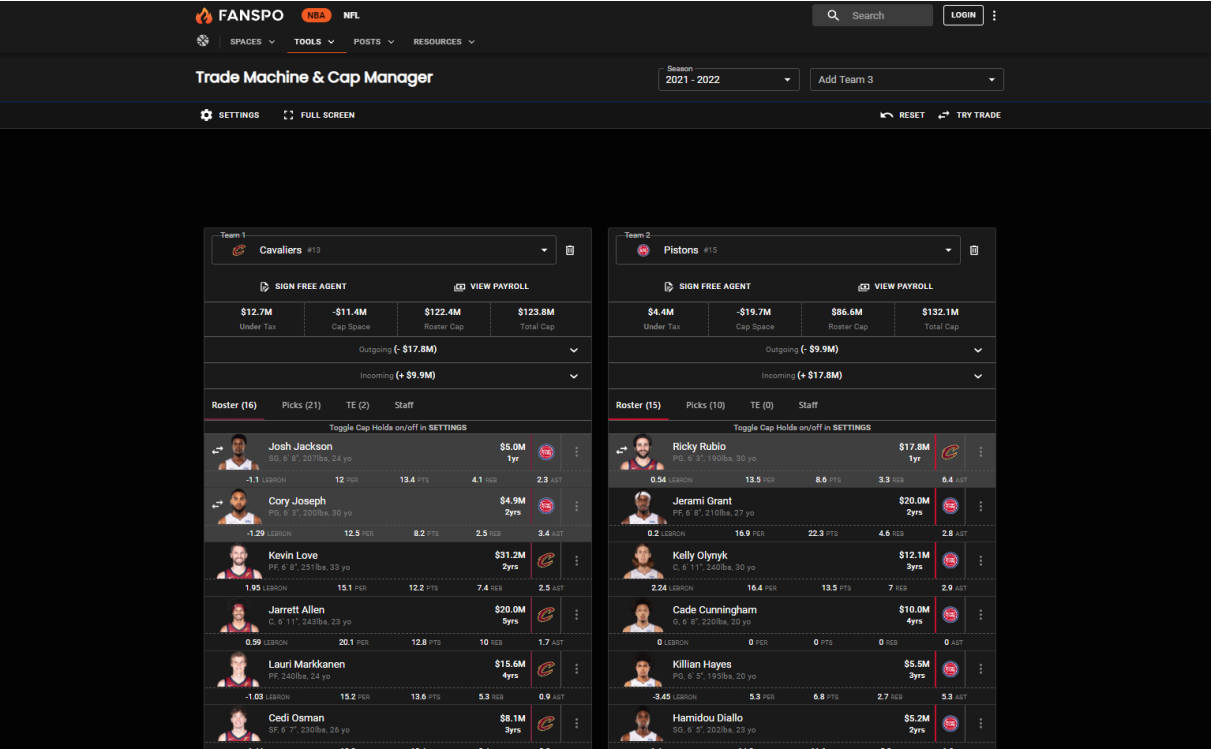 FANSPO NBA NFL Search LOGIN
SPACES TOOLS POSTS RESOURCES
Trade Machine & Cap Manager
Season
2021 - 2022
Add Team 3
SETTINGS FULL SCREEN RESET TRY TRADE
Team 1
Cavaliers #13
SIGN FREE AGENT VIEW PAYROLL
$12.7M -$11.4M $122.4M $123.8M
Under Tax Cap Space Roster Cap Total Cap
Outgoing (- $17.8M)
Incoming (+ $9.9M)
Roster (16) Picks (21) TE (2) Staff
Toggle Cap Holds on/off in SETTINGS
Josh Jackson $5.0M
SG, 6' 8", 207lbs, 24 yo 1yr
-1.1 LEBRON 12 PER 13.4 PTS 4.1 REB 2.3 AST
Cory Joseph $4.9M
PG, 6' 3", 200lbs, 30 yo 2yrs
-1.29 LEBRON 12.5 PER 8.2 PTS 2.5 REB 3.4 AST
Kevin Love $31.2M
PF, 6' 8", 251lbs, 33 yo 2yrs
1.95 LEBRON 15.1 PER 12.2 PTS 7.4 REB 2.5 AST
Jarrett Allen $20.0M
C, 6' 11", 243lbs, 23 yo 5yrs
0.59 LEBRON 20.1 PER 12.8 PTS 10 REB 1.7 AST
Lauri Markkanen $15.6M
PF, 240lbs, 24 yo 4yrs
-1.03 LEBRON 15.2 PER 13.6 PTS 5.3 REB 0.9 AST
Cedi Osman $8.1M
SF, 6' 7", 230lbs, 26 yo 3yrs
Team 2
Pistons #15
SIGN FREE AGENT VIEW PAYROLL
$4.4M -$19.7M $86.6M $132.1M
Under Tax Cap Space Roster Cap Total Cap
Outgoing (- $9.9M)
Incoming (+ $17.8M)
Roster (15) Picks (10) TE (0) Staff
Toggle Cap Holds on/off in SETTINGS
Ricky Rubio $17.8M
PG, 6' 3", 190lbs, 30 yo 1yr
0.54 LEBRON 13.5 PER 8.6 PTS 3.3 REB 6.4 AST
Jerami Grant $20.0M
PF, 6' 8", 210lbs, 27 yo 2yrs
0.2 LEBRON 16.9 PER 22.3 PTS 4.6 REB 2.8 AST
Kelly Olynyk $12.1M
C, 6' 11", 240lbs, 30 yo 3yrs
2.24 LEBRON 16.4 PER 13.5 PTS 7 REB 2.9 AST
Cade Cunningham $10.0M
G, 6' 8", 220lbs, 20 yo 4yrs
0 LEBRON 0 PER 0 PTS 0 REB 0 AST
Killian Hayes $5.5M
PG, 6' 5", 195lbs, 20 yo 3yrs
-3.45 LEBRON 5.3 PER 6.8 PTS 2.7 REB 5.3 AST
Hamidou Diallo $5.2M
SG, 6' 5", 202lbs, 23 yo 2yrs